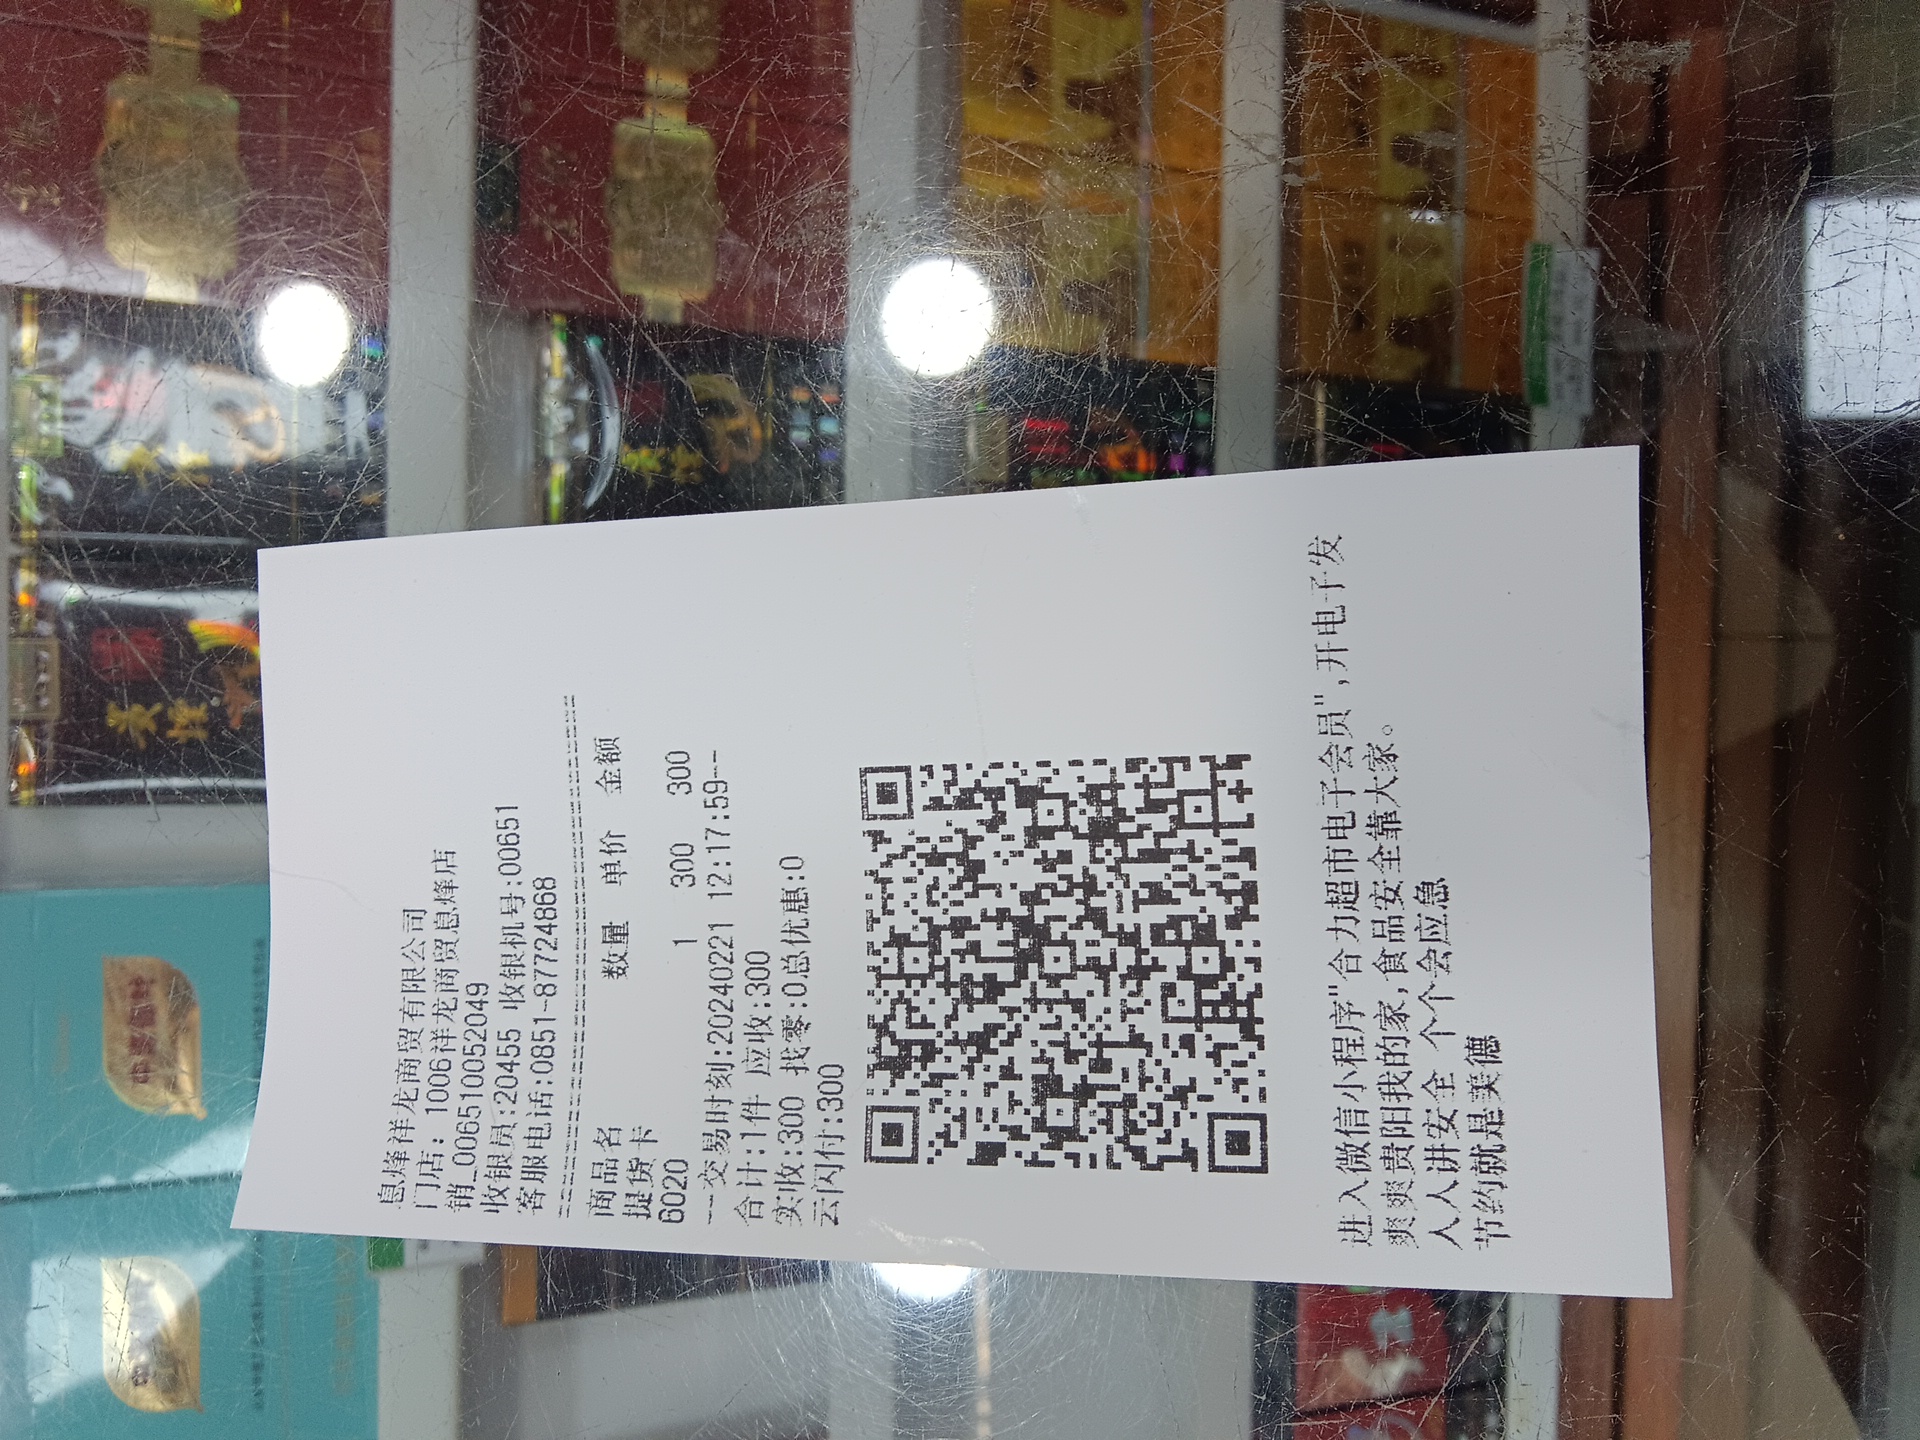 息烽祥龙商贸有限公司
门店: 1006祥龙商贸息烽店
销_0065100052049
收银员:20455 收银机号:00651
客服电话:0851-87724868
商品名 数量 单价 金额
提货卡
6020 1 300 300
--交易时刻:20240221 12:17:59--
合计:1件 应收:300
实收:300 找零:0总优惠:0
云闪付:300
进入微信小程序"合力超市电子会员",开电子发
爽爽贵阳我的家,食品安全靠大家。
人人讲安全 个个会应急
节约就是美德